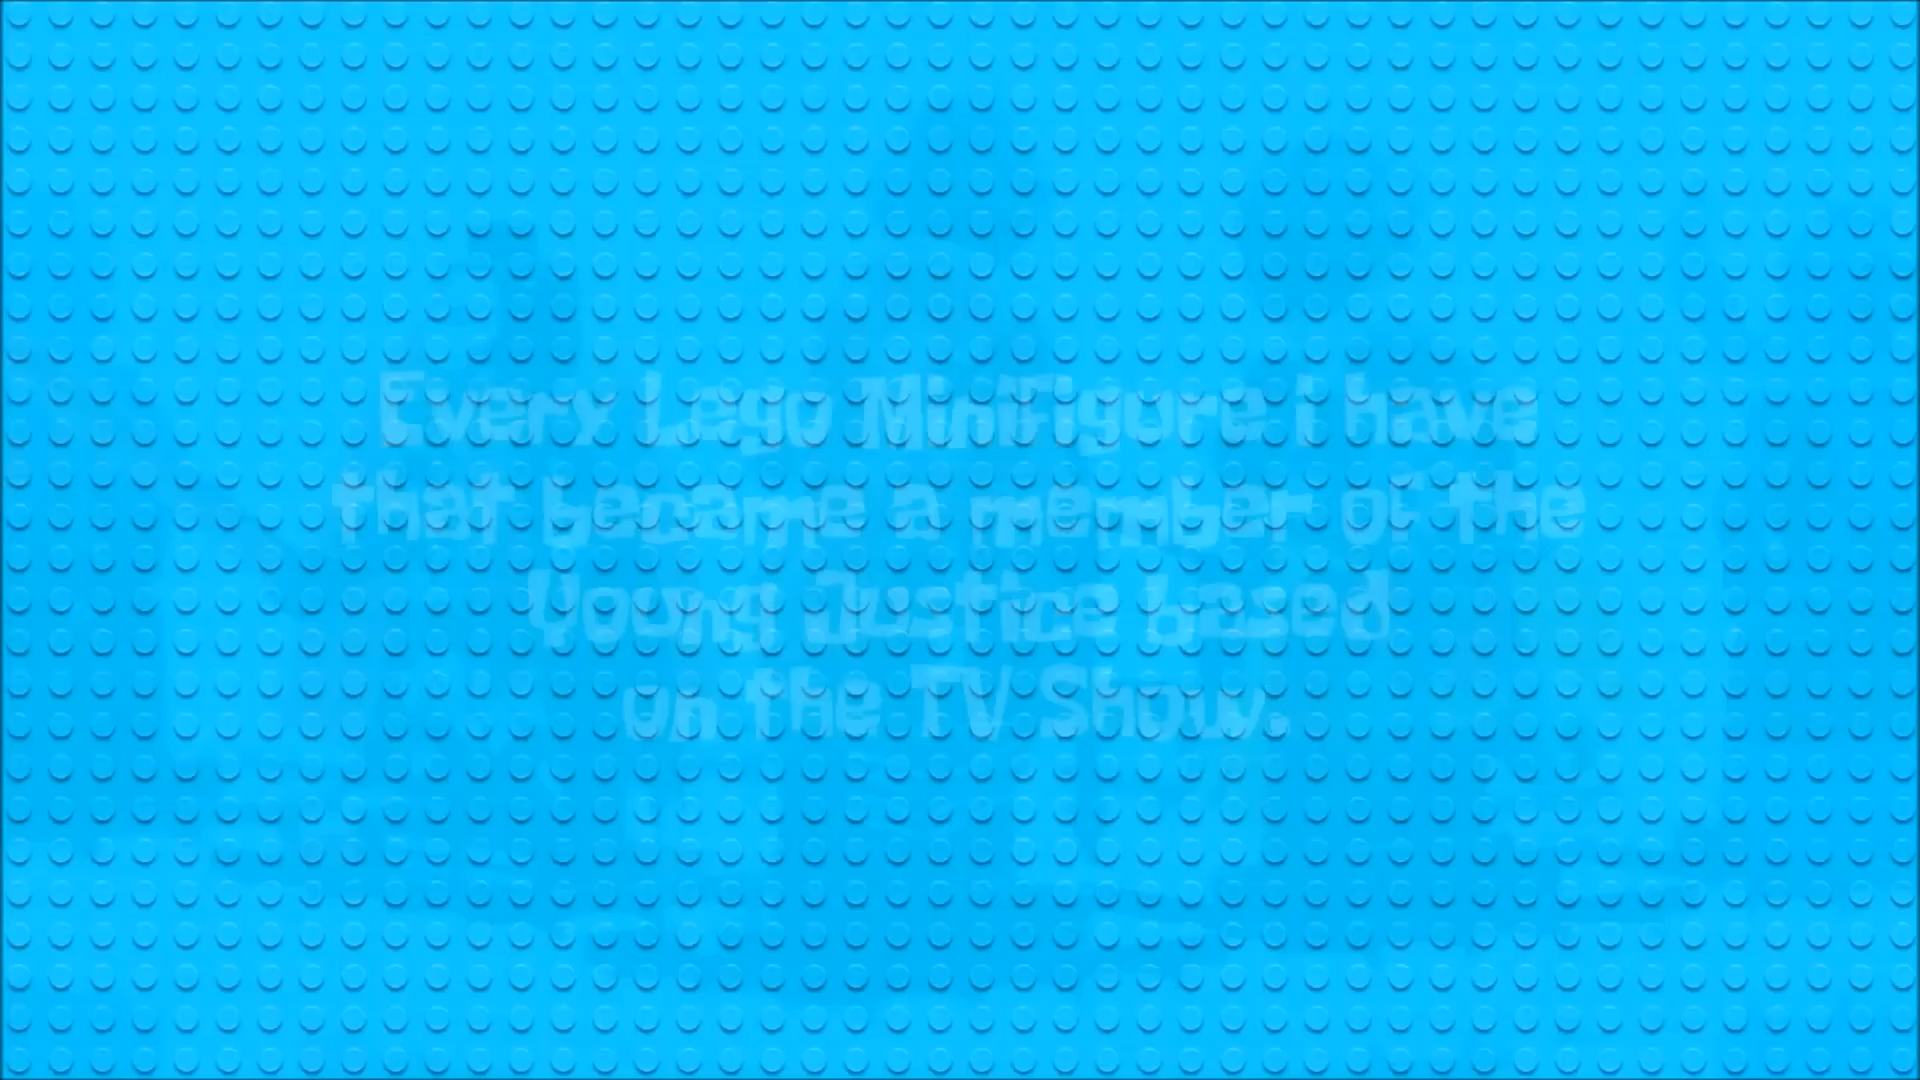 Every Lego Minifigure i have
that became a member of the
Young Justice based
on the TV Show.